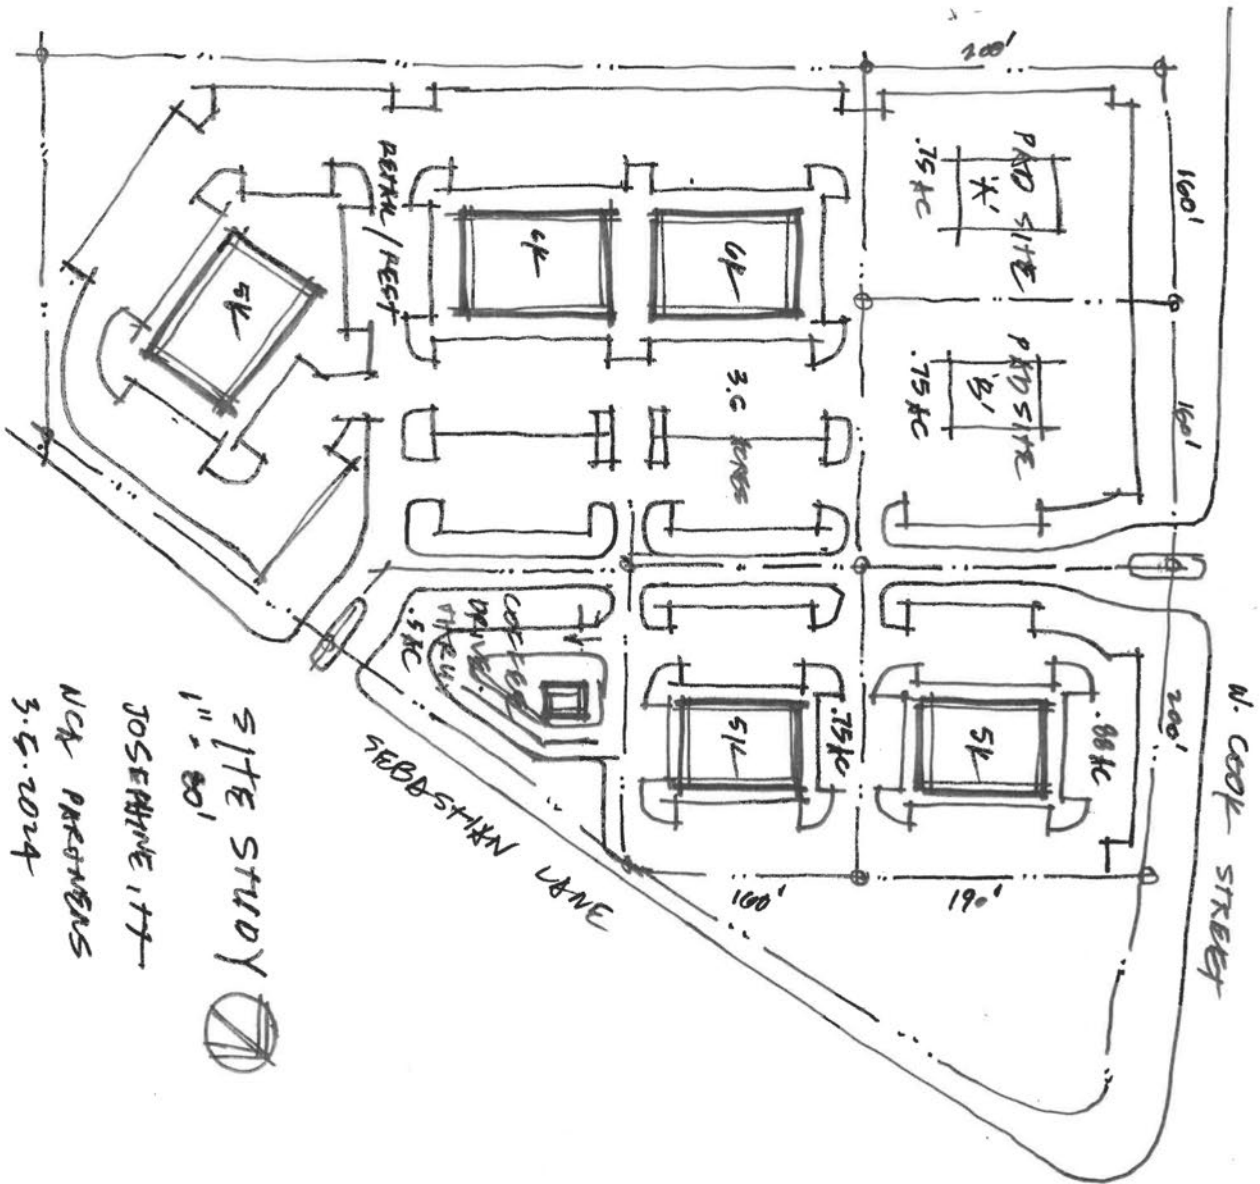 W. COOK STREET
160'
160'
200'
200'
PAD SITE
'A'
.75 AC
PAD SITE
'B'
.75 AC
.88 AC
5K
190'
6K
3.6 ACRES
.75 AC
5K
160'
6K
RETAIL / REST
COFFEE
DRIVE
THRU
.5 AC
SEBASTIAN LANE
5K
SITE STUDY
1" = 80'
JOSEPHINE, TX
NCA PARTNERS
3.5.2024